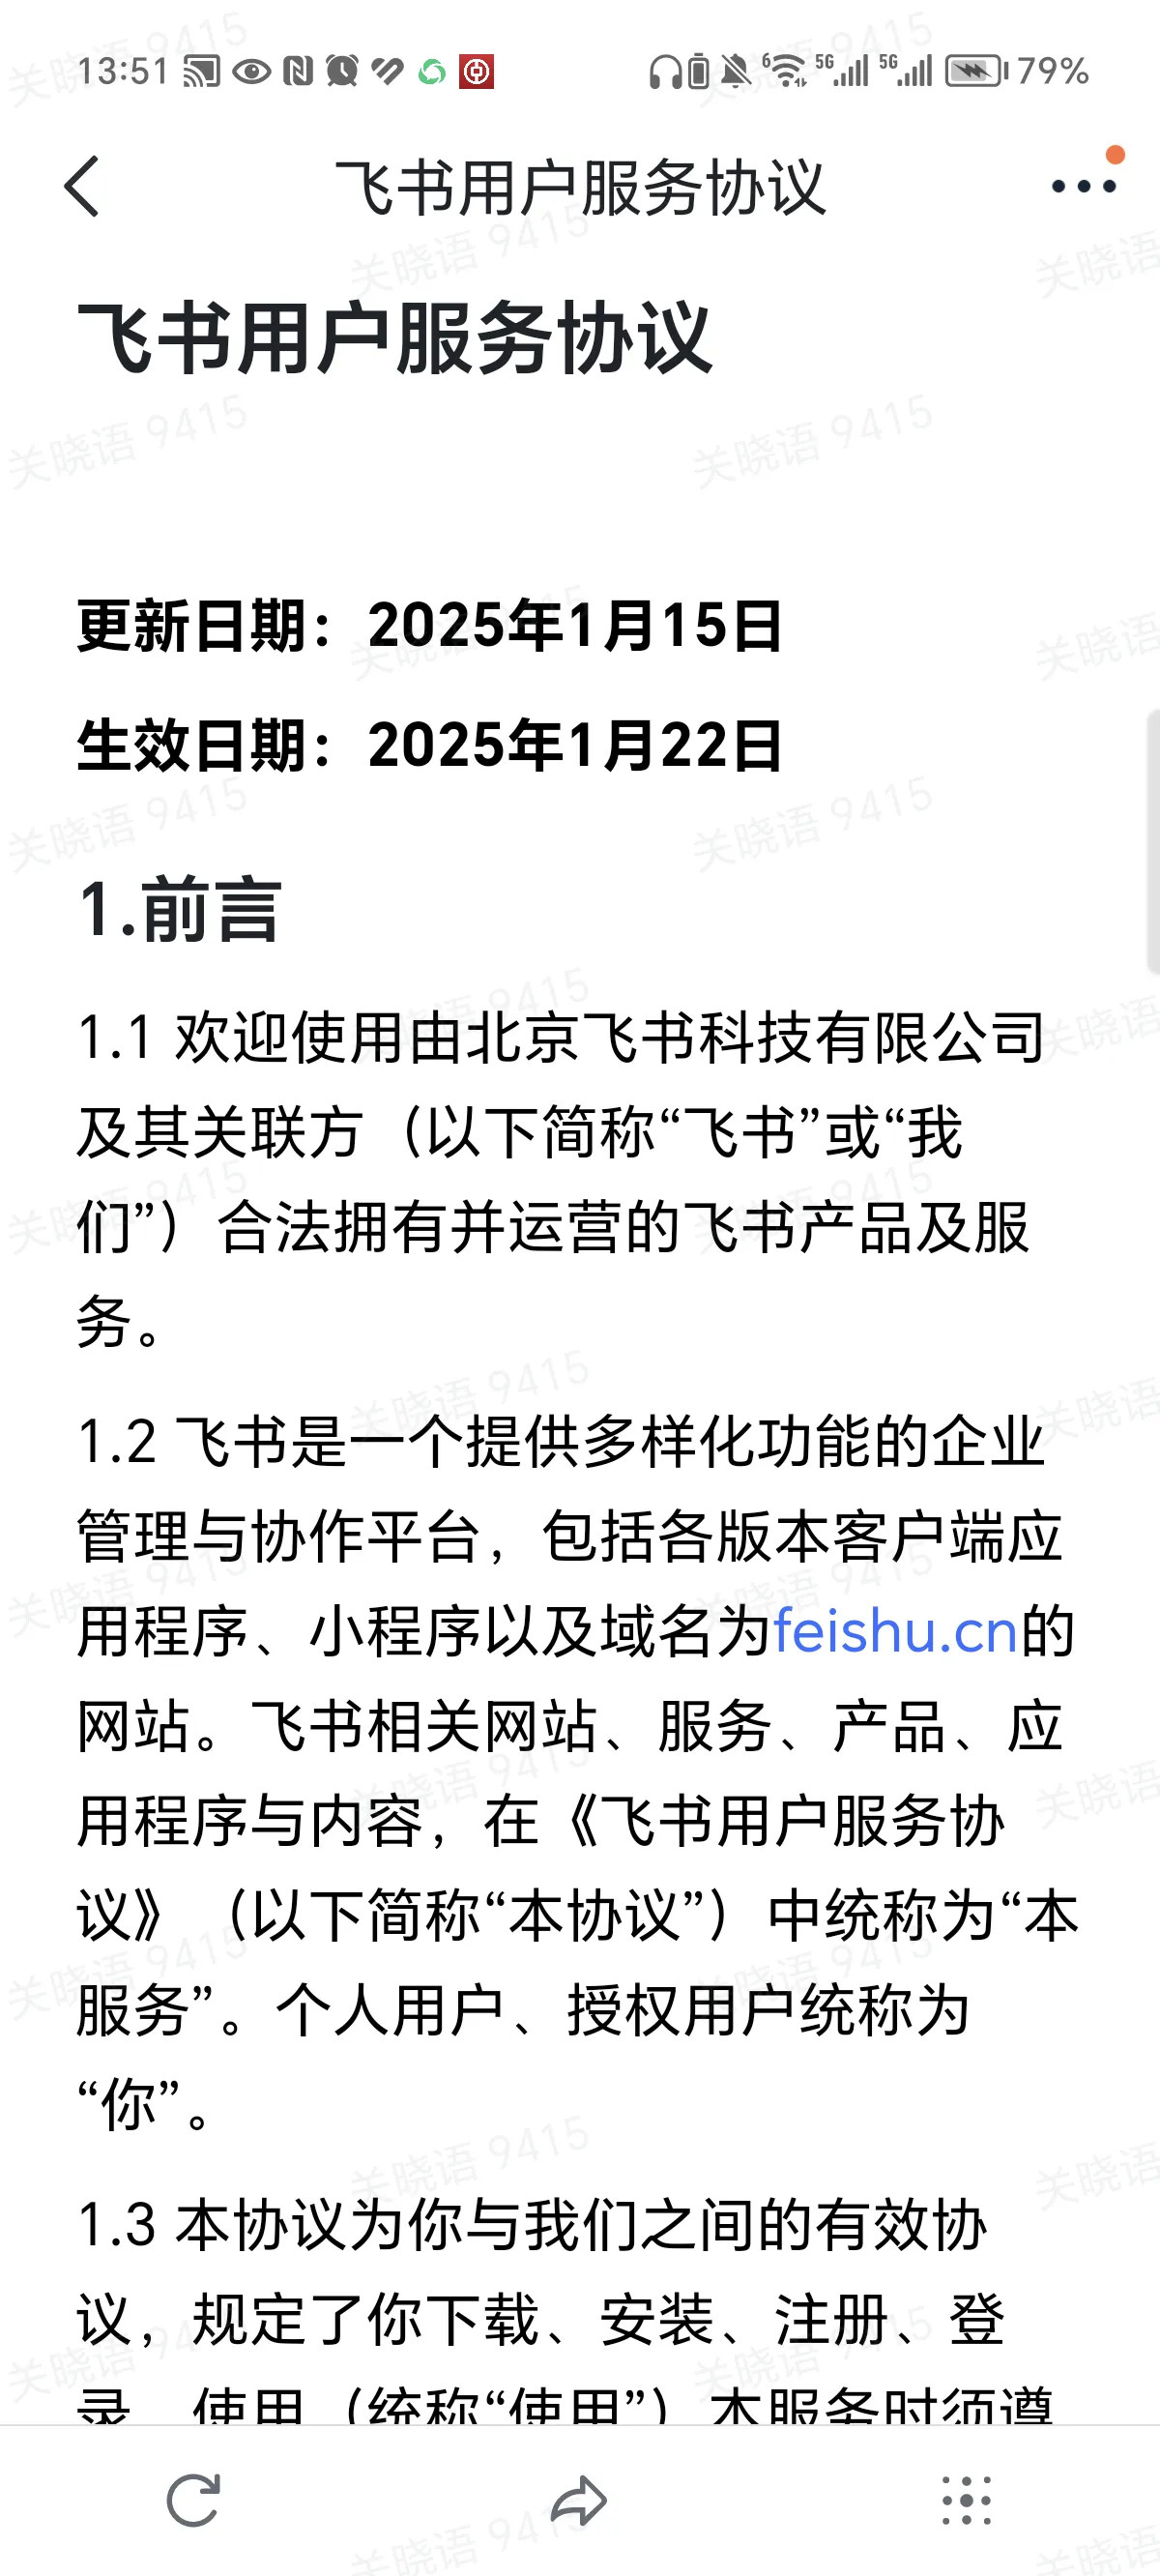 13:51 6 5G 5G 79%
飞书用户服务协议
飞书用户服务协议
更新日期：2025年1月15日
生效日期：2025年1月22日
1.前言
1.1 欢迎使用由北京飞书科技有限公司
及其关联方（以下简称“飞书”或“我
们”）合法拥有并运营的飞书产品及服
务。
1.2 飞书是一个提供多样化功能的企业
管理与协作平台，包括各版本客户端应
用程序、小程序以及域名为feishu.cn的
网站。飞书相关网站、服务、产品、应
用程序与内容，在《飞书用户服务协
议》（以下简称“本协议”）中统称为“本
服务”。个人用户、授权用户统称为
“你”。
1.3 本协议为你与我们之间的有效协
议，规定了你下载、安装、注册、登
录、使用（统称“使用”）本服务时须遵
关晓语 9415